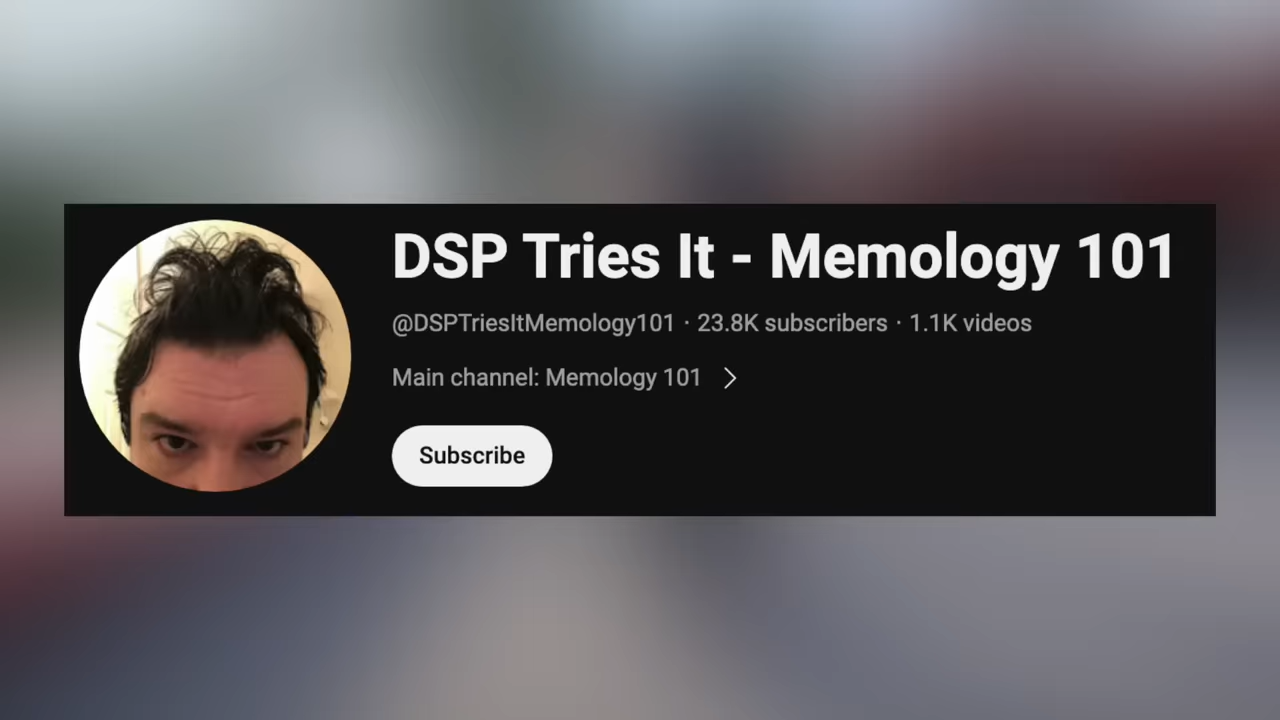 DSP Tries It - Memology 101
@DSPTriesItMemology101 · 23.8K subscribers · 1.1K videos
Main channel: Memology 101
Subscribe